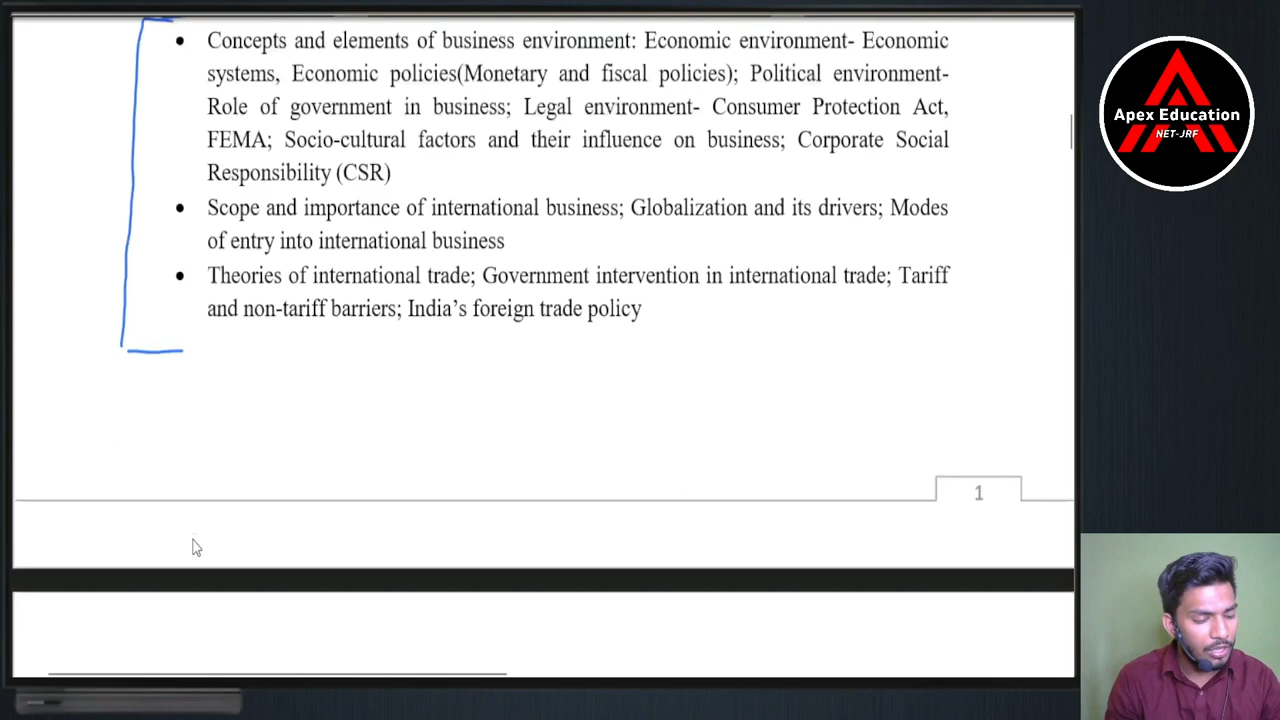 • Concepts and elements of business environment: Economic environment- Economic
systems, Economic policies(Monetary and fiscal policies); Political environment-
Role of government in business; Legal environment- Consumer Protection Act,
FEMA; Socio-cultural factors and their influence on business; Corporate Social
Responsibility (CSR)
• Scope and importance of international business; Globalization and its drivers; Modes
of entry into international business
• Theories of international trade; Government intervention in international trade; Tariff
and non-tariff barriers; India’s foreign trade policy
1
Apex Education
NET-JRF